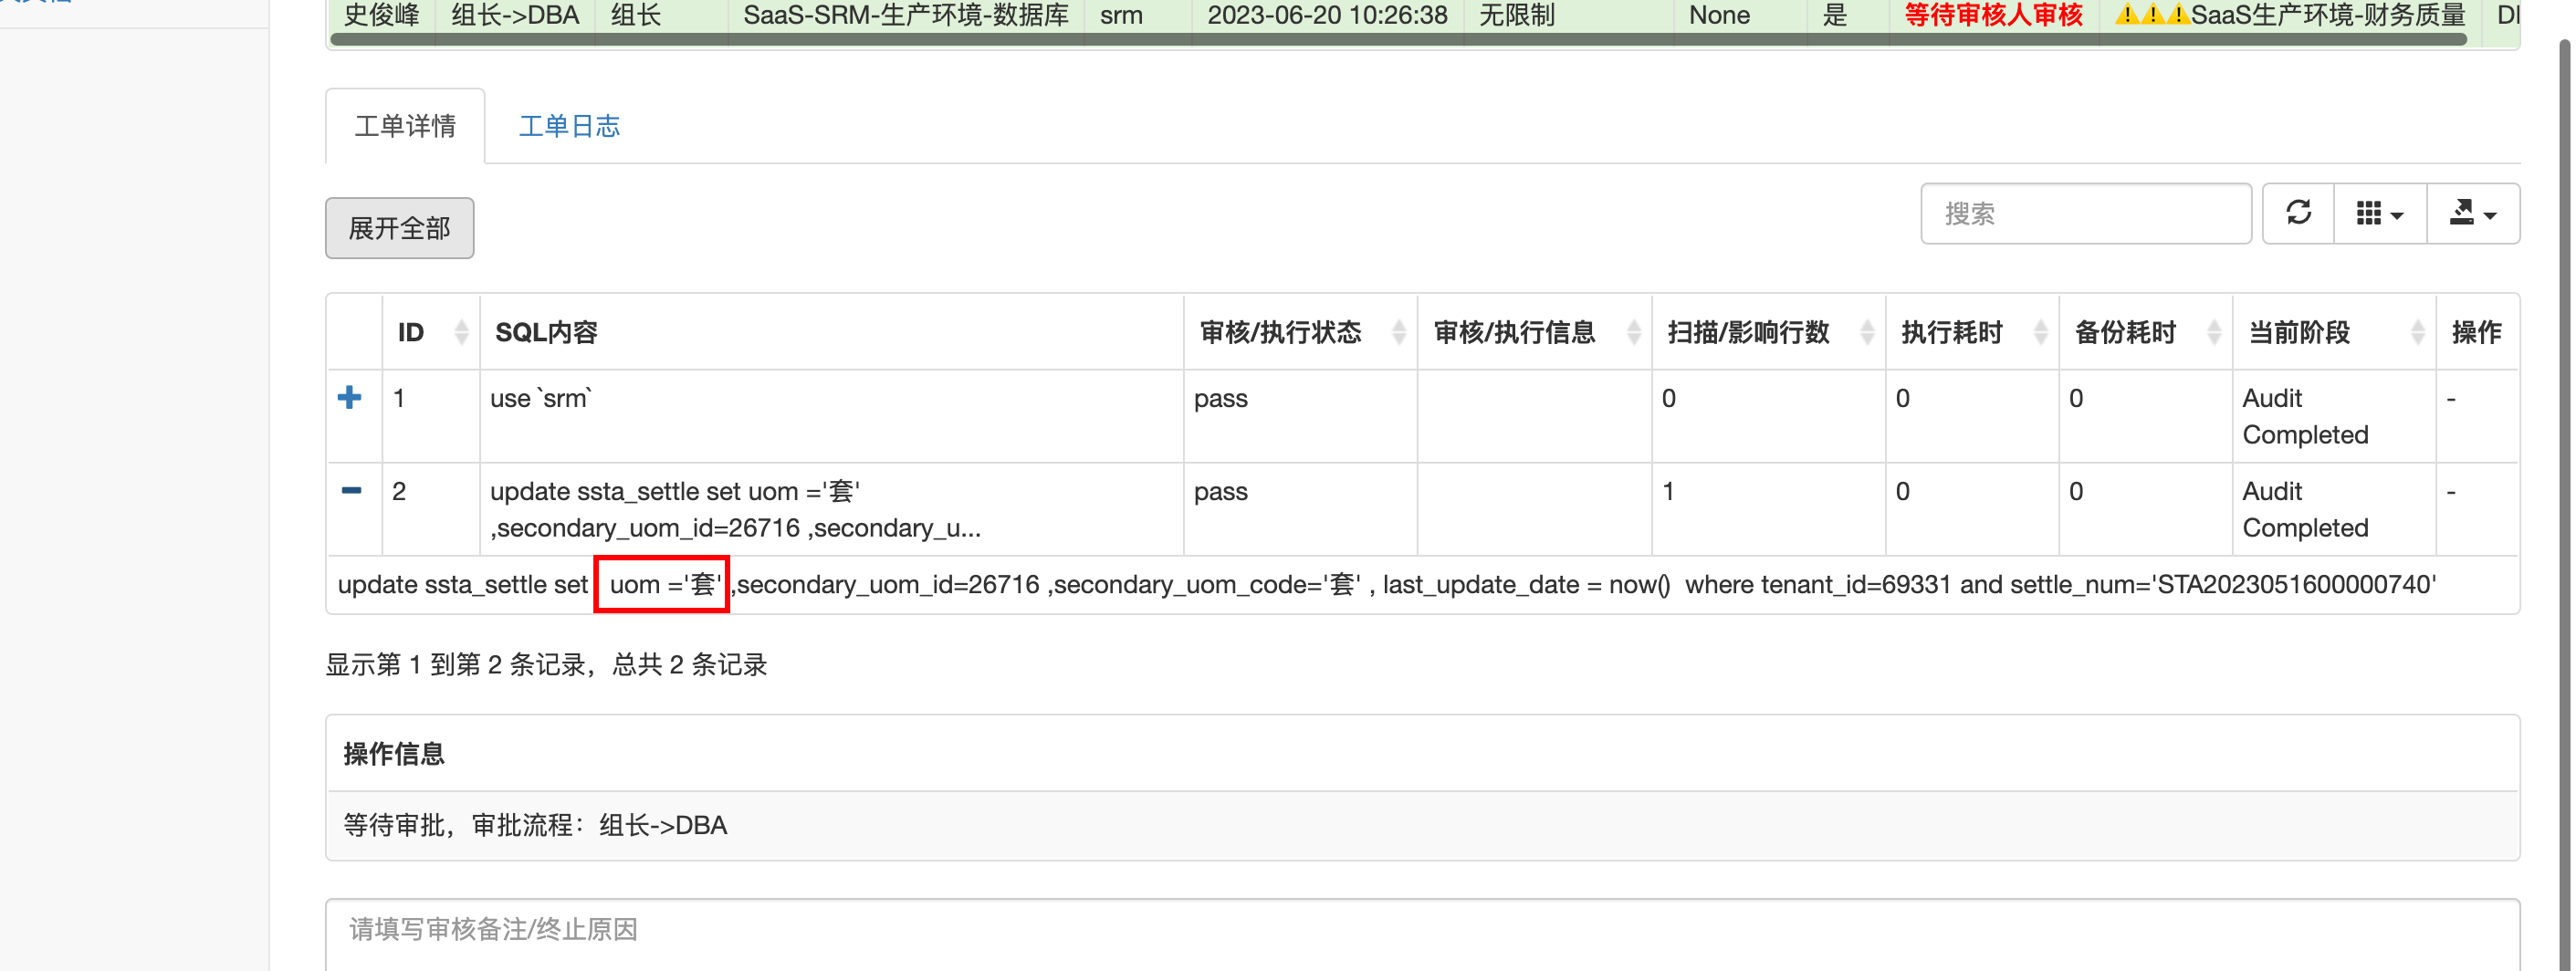 史俊峰 组长->DBA 组长 SaaS-SRM-生产环境-数据库 srm 2023-06-20 10:26:38 无限制 None 是 等待审核人审核 ⚠⚠⚠SaaS生产环境-财务质量
工单详情 工单日志
展开全部 搜索
ID SQL内容 审核/执行状态 审核/执行信息 扫描/影响行数 执行耗时 备份耗时 当前阶段 操作
1 use `srm` pass 0 0 0 Audit -
Completed
2 update ssta_settle set uom ='套' pass 1 0 0 Audit -
,secondary_uom_id=26716 ,secondary_u... Completed
update ssta_settle set uom ='套' ,secondary_uom_id=26716 ,secondary_uom_code='套' , last_update_date = now() where tenant_id=69331 and settle_num='STA2023051600000740'
显示第 1 到第 2 条记录，总共 2 条记录
操作信息
等待审批，审批流程：组长->DBA
请填写审核备注/终止原因